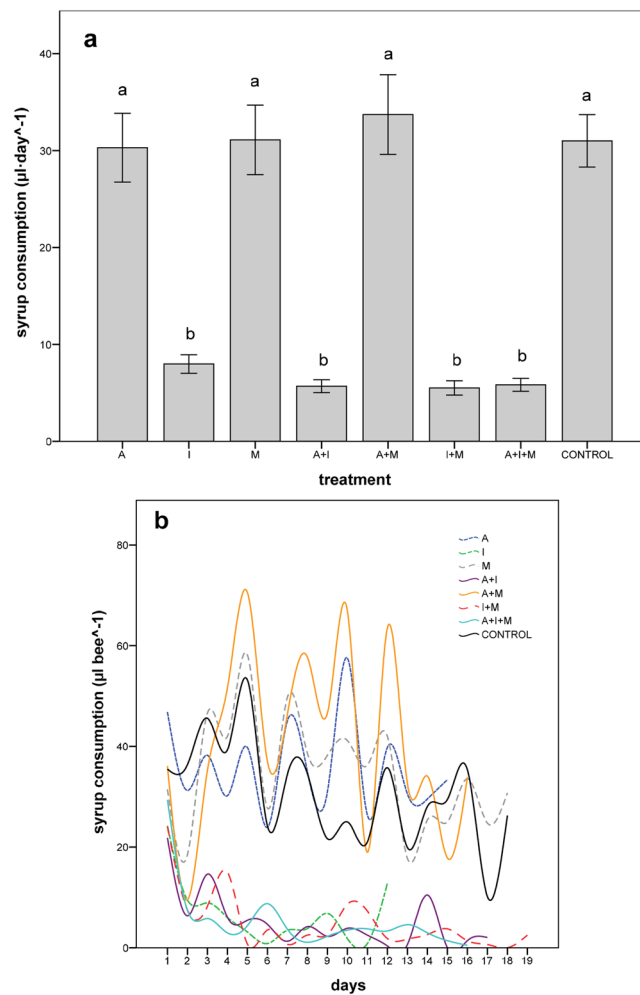 a
syrup consumption (µl·day^-1)
40
30
20
10
0
a
b
a
b
a
b
b
a
A I M A+I A+M I+M A+I+M CONTROL
treatment
b
syrup consumption (µl bee^-1)
80
60
40
20
0
A
I
M
A+I
A+M
I+M
A+I+M
CONTROL
1 2 3 4 5 6 7 8 9 10 11 12 13 14 15 16 17 18 19
days